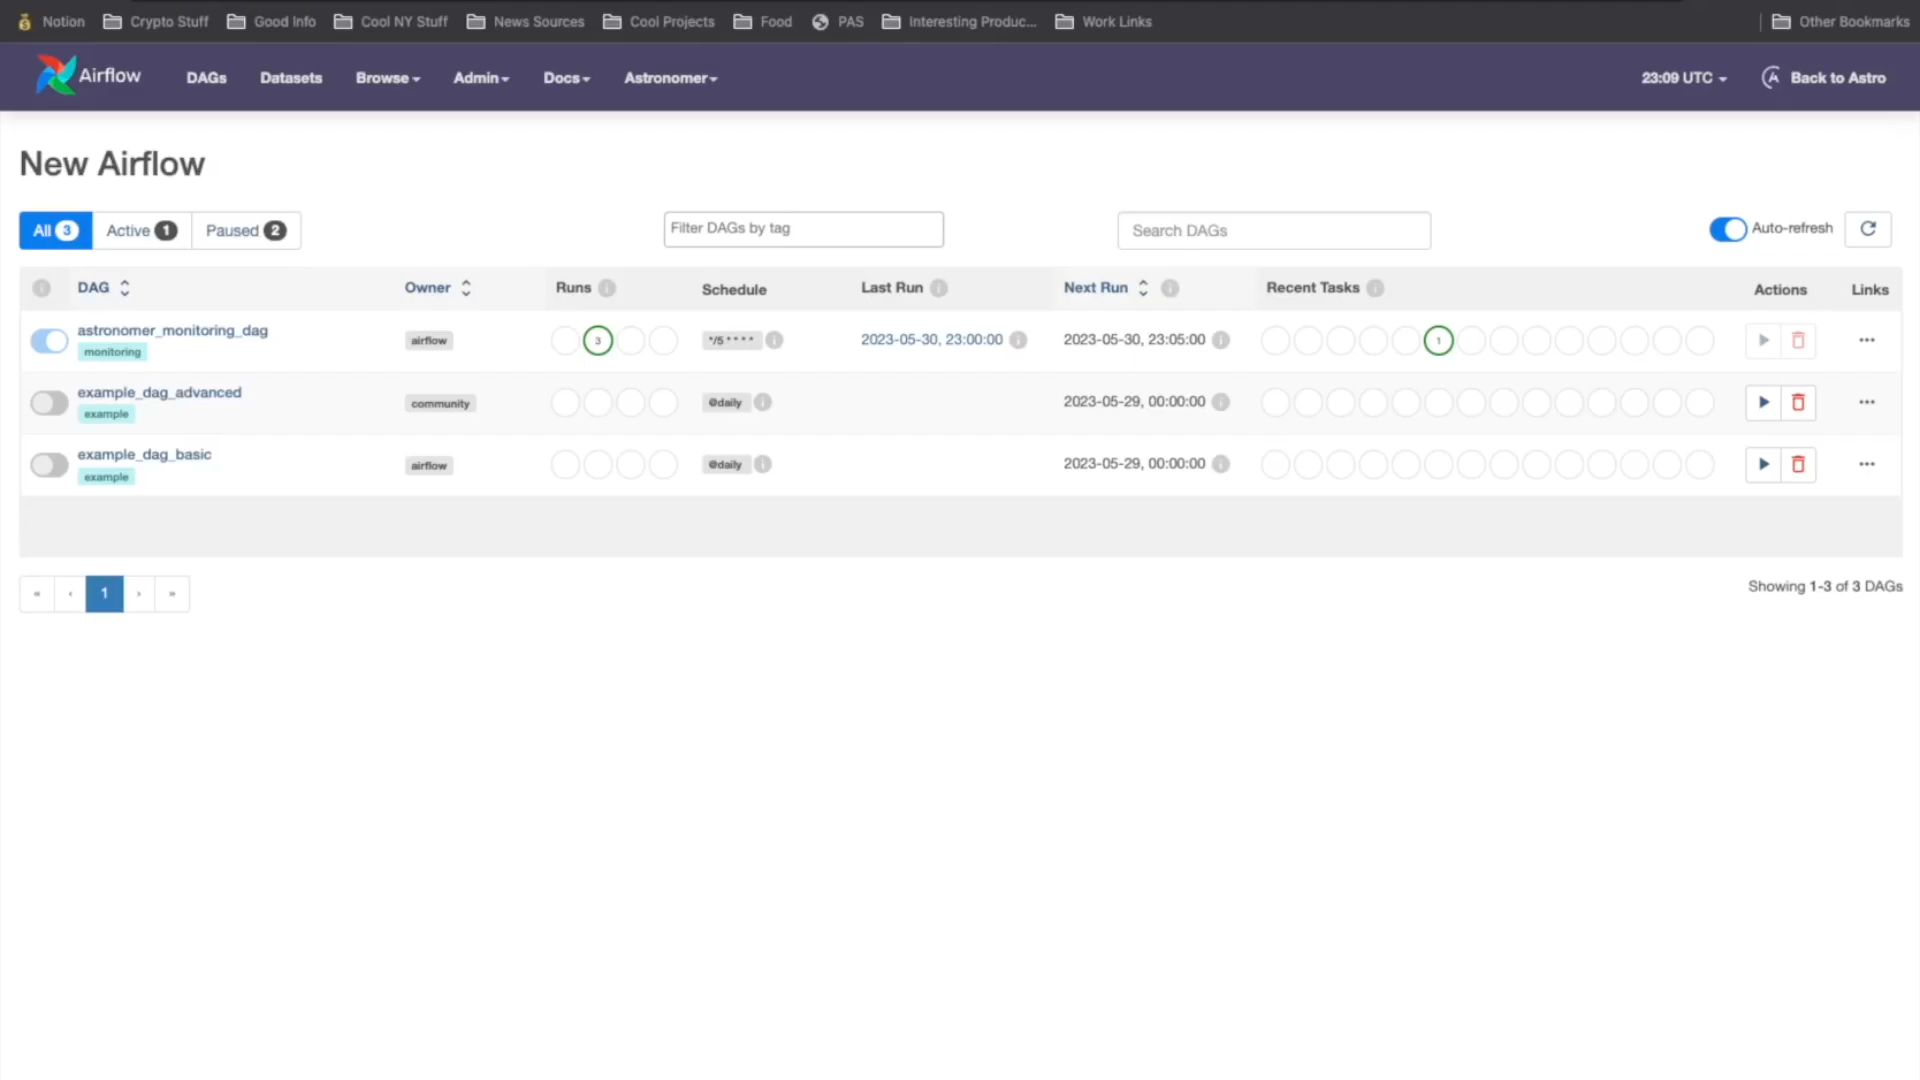 Notion Crypto Stuff Good Info Cool NY Stuff News Sources Cool Projects Food PAS Interesting Produc... Work Links Other Bookmarks
Airflow DAGs Datasets Browse Admin Docs Astronomer 23:09 UTC Back to Astro
New Airflow
All 3 Active 1 Paused 2 Filter DAGs by tag Search DAGs Auto-refresh
DAG Owner Runs Schedule Last Run Next Run Recent Tasks Actions Links
astronomer_monitoring_dag airflow 3 */5 * * * * 2023-05-30, 23:00:00 2023-05-30, 23:05:00 1
monitoring
example_dag_advanced community @daily 2023-05-29, 00:00:00
example
example_dag_basic airflow @daily 2023-05-29, 00:00:00
example
« ‹ 1 › » Showing 1-3 of 3 DAGs